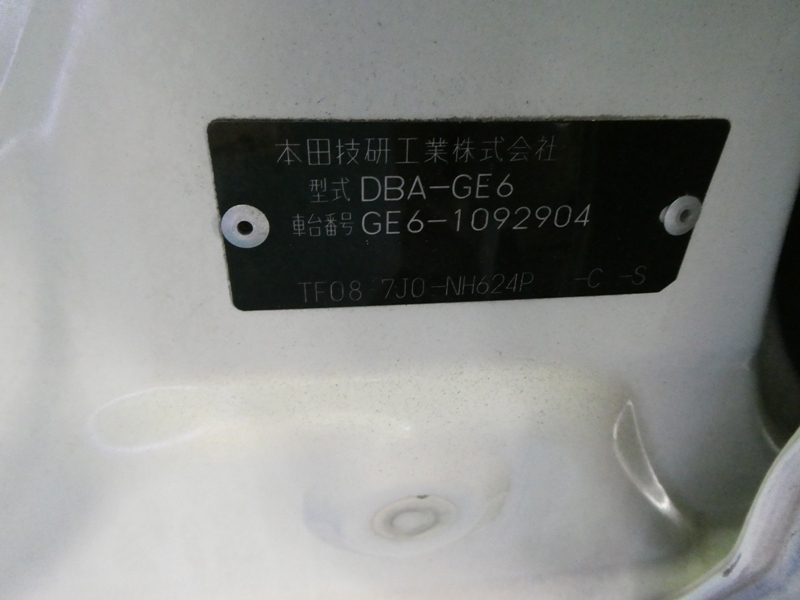 本田技研工業株式会社
型式 DBA-GE6
車台番号 GE6-1092904
TF08 7J0-NH624P -C -S